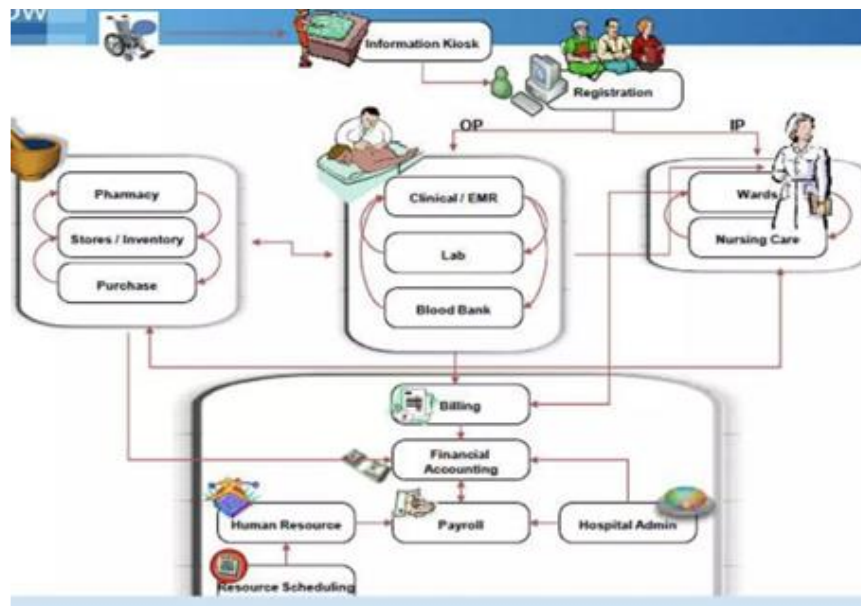 Information Kiosk
Registration
OP
IP
Pharmacy
Stores / Inventory
Purchase
Clinical / EMR
Lab
Blood Bank
Wards
Nursing Care
Billing
Financial
Accounting
Human Resource
Payroll
Hospital Admin
Resource Scheduling